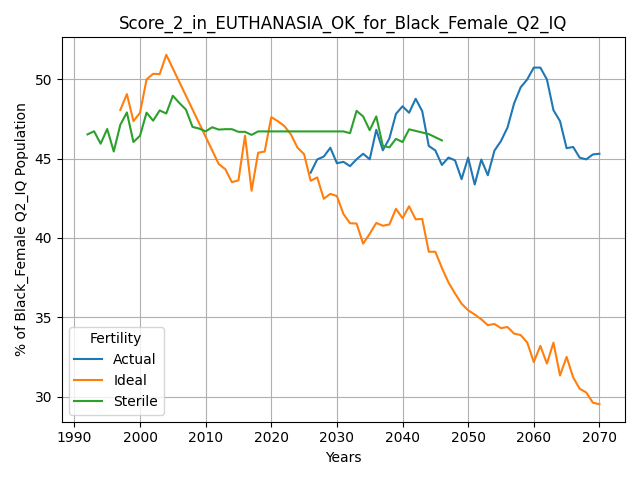 Score_2_in_EUTHANASIA_OK_for_Black_Female_Q2_IQ
% of Black_Female Q2_IQ Population
50
45
40
35
30
Fertility
Actual
Ideal
Sterile
1990 2000 2010 2020 2030 2040 2050 2060 2070
Years